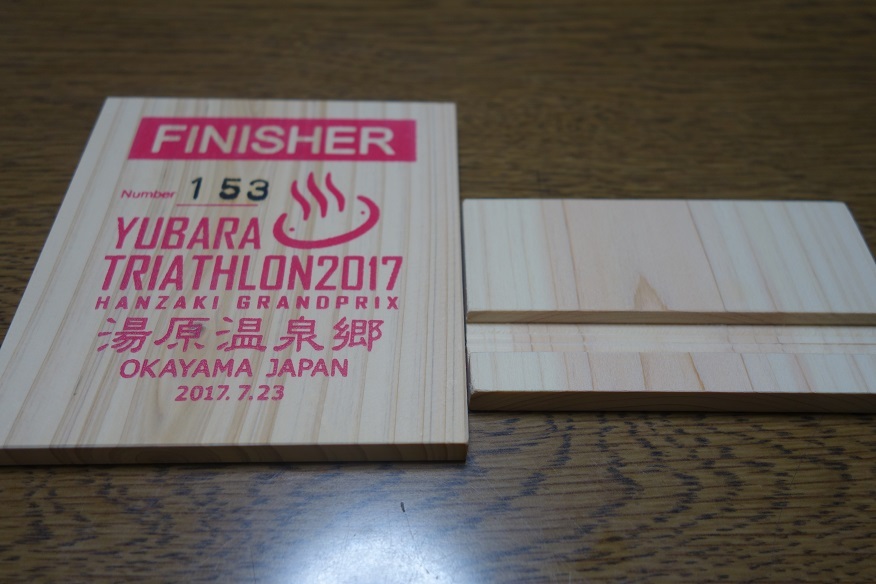 FINISHER
Number 153
YUBARA
TRIATHLON2017
HANZAKI GRANDPRIX
湯原温泉郷
OKAYAMA JAPAN
2017.7.23